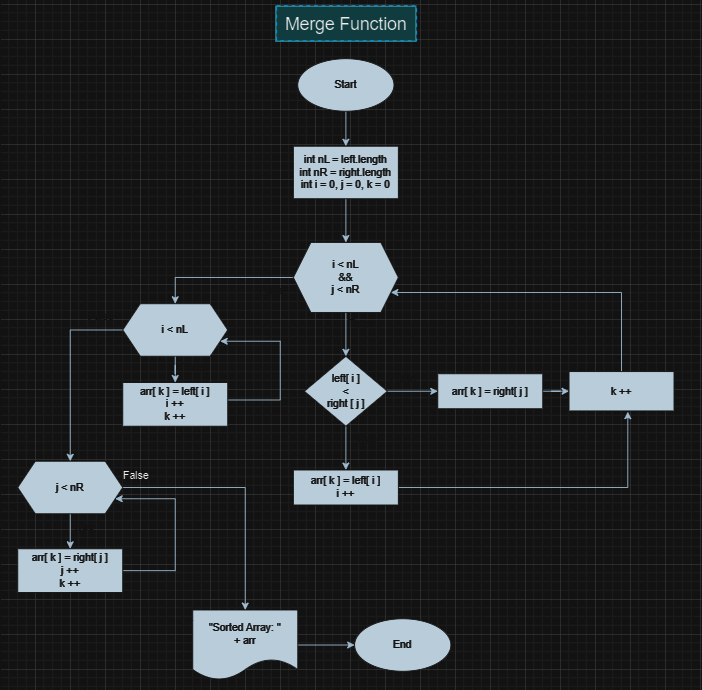 Merge Function
Start
int nL = left.length
int nR = right.length
int i = 0, j = 0, k = 0
i < nL
&&
j < nR
i < nL
arr[ k ] = left[ i ]
i ++
k ++
left[ i ]
<
right [ j ]
arr[ k ] = right[ j ]
k ++
arr[ k ] = left[ i ]
i ++
j < nR
False
arr[ k ] = right[ j ]
j ++
k ++
"Sorted Array: "
+ arr
End